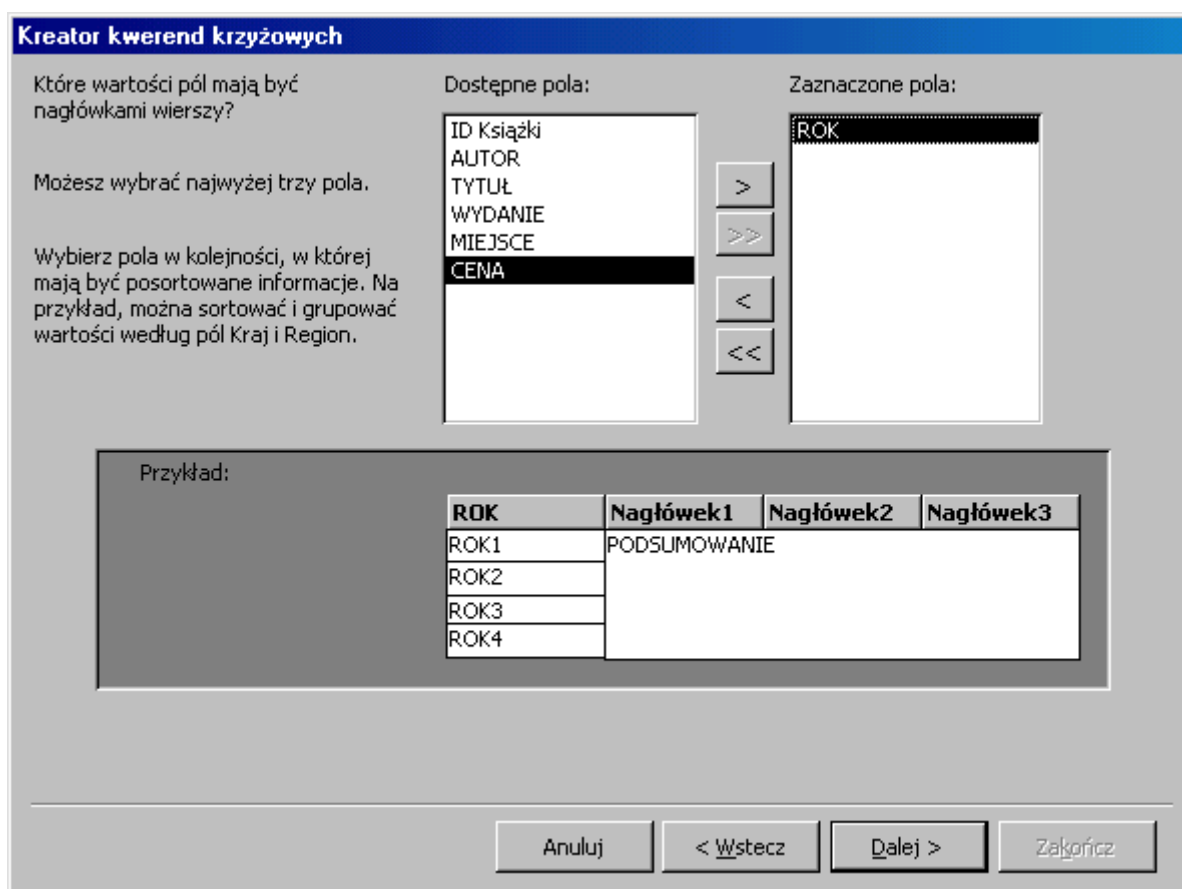 Kreator kwerend krzyżowych
Które wartości pól mają być
nagłówkami wierszy?
Możesz wybrać najwyżej trzy pola.
Wybierz pola w kolejności, w której
mają być posortowane informacje. Na
przykład, można sortować i grupować
wartości według pól Kraj i Region.
Dostępne pola:
ID Książki
AUTOR
TYTUŁ
WYDANIE
MIEJSCE
CENA
>
>>
<
<<
Zaznaczone pola:
ROK
Przykład:
ROK Nagłówek1 Nagłówek2 Nagłówek3
ROK1 PODSUMOWANIE
ROK2
ROK3
ROK4
Anuluj < Wstecz Dalej > Zakończ